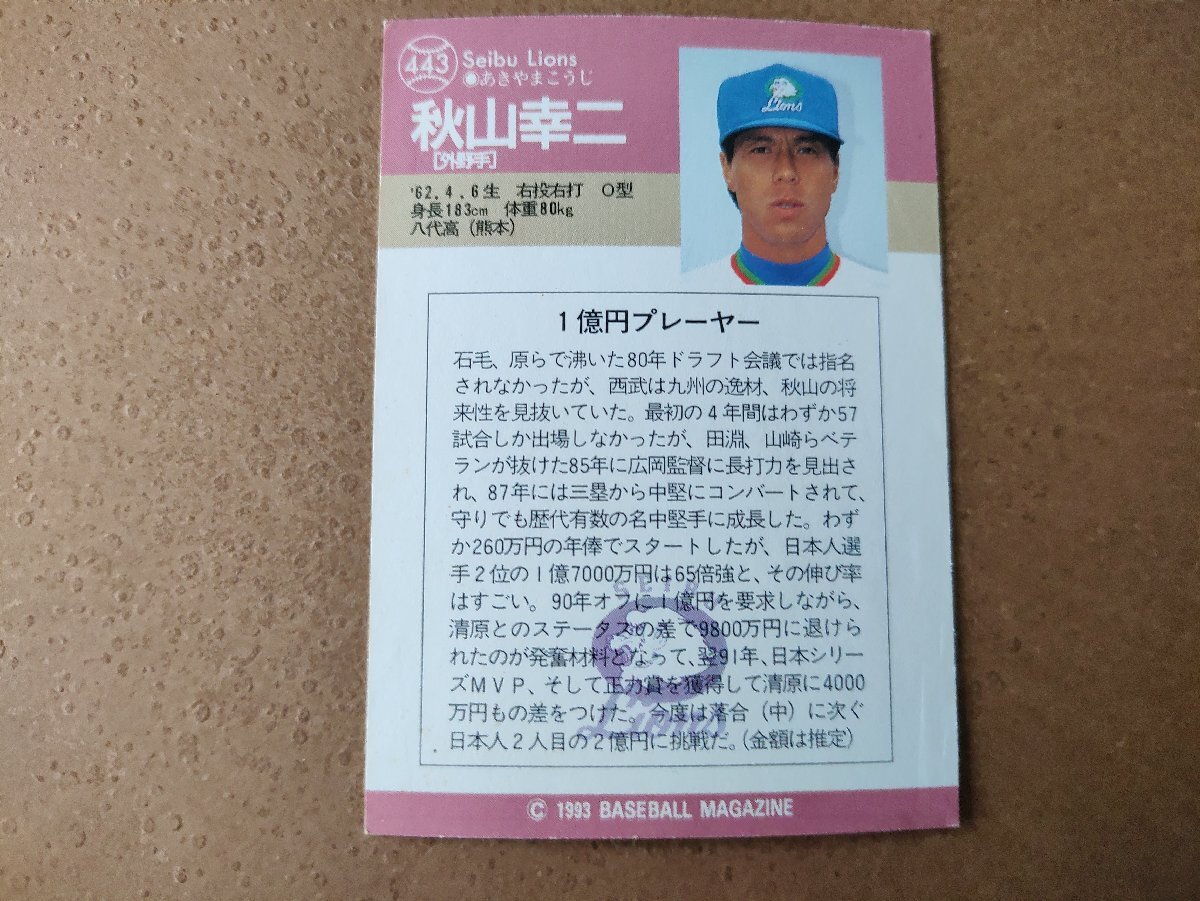 443
Seibu Lions
◉あきやまこうじ
秋山幸二
[外野手]
Lions
'62.4.6生 右投右打 O型
身長183cm 体重80kg
八代高(熊本)
1億円プレーヤー
石毛、原らで沸いた80年ドラフト会議では指名
されなかったが、西武は九州の逸材、秋山の将
来性を見抜いていた。最初の4年間はわずか57
試合しか出場しなかったが、田淵、山崎らベテ
ランが抜けた85年に広岡監督に長打力を見出さ
れ、87年には三塁から中堅にコンバートされて、
守りでも歴代有数の名中堅手に成長した。わず
か260万円の年俸でスタートしたが、日本人選
手2位の1億7000万円は65倍強と、その伸び率
はすごい。90年オフに1億円を要求しながら、
清原とのステータスの差で9800万円に退けら
れたのが発奮材料となって、翌91年、日本シリー
ズMVP、そして正力賞を獲得して清原に4000
万円もの差をつけた。今度は落合(中)に次ぐ
日本人2人目の2億円に挑戦だ。(金額は推定)
SEIBU
Lions
© 1993 BASEBALL MAGAZINE